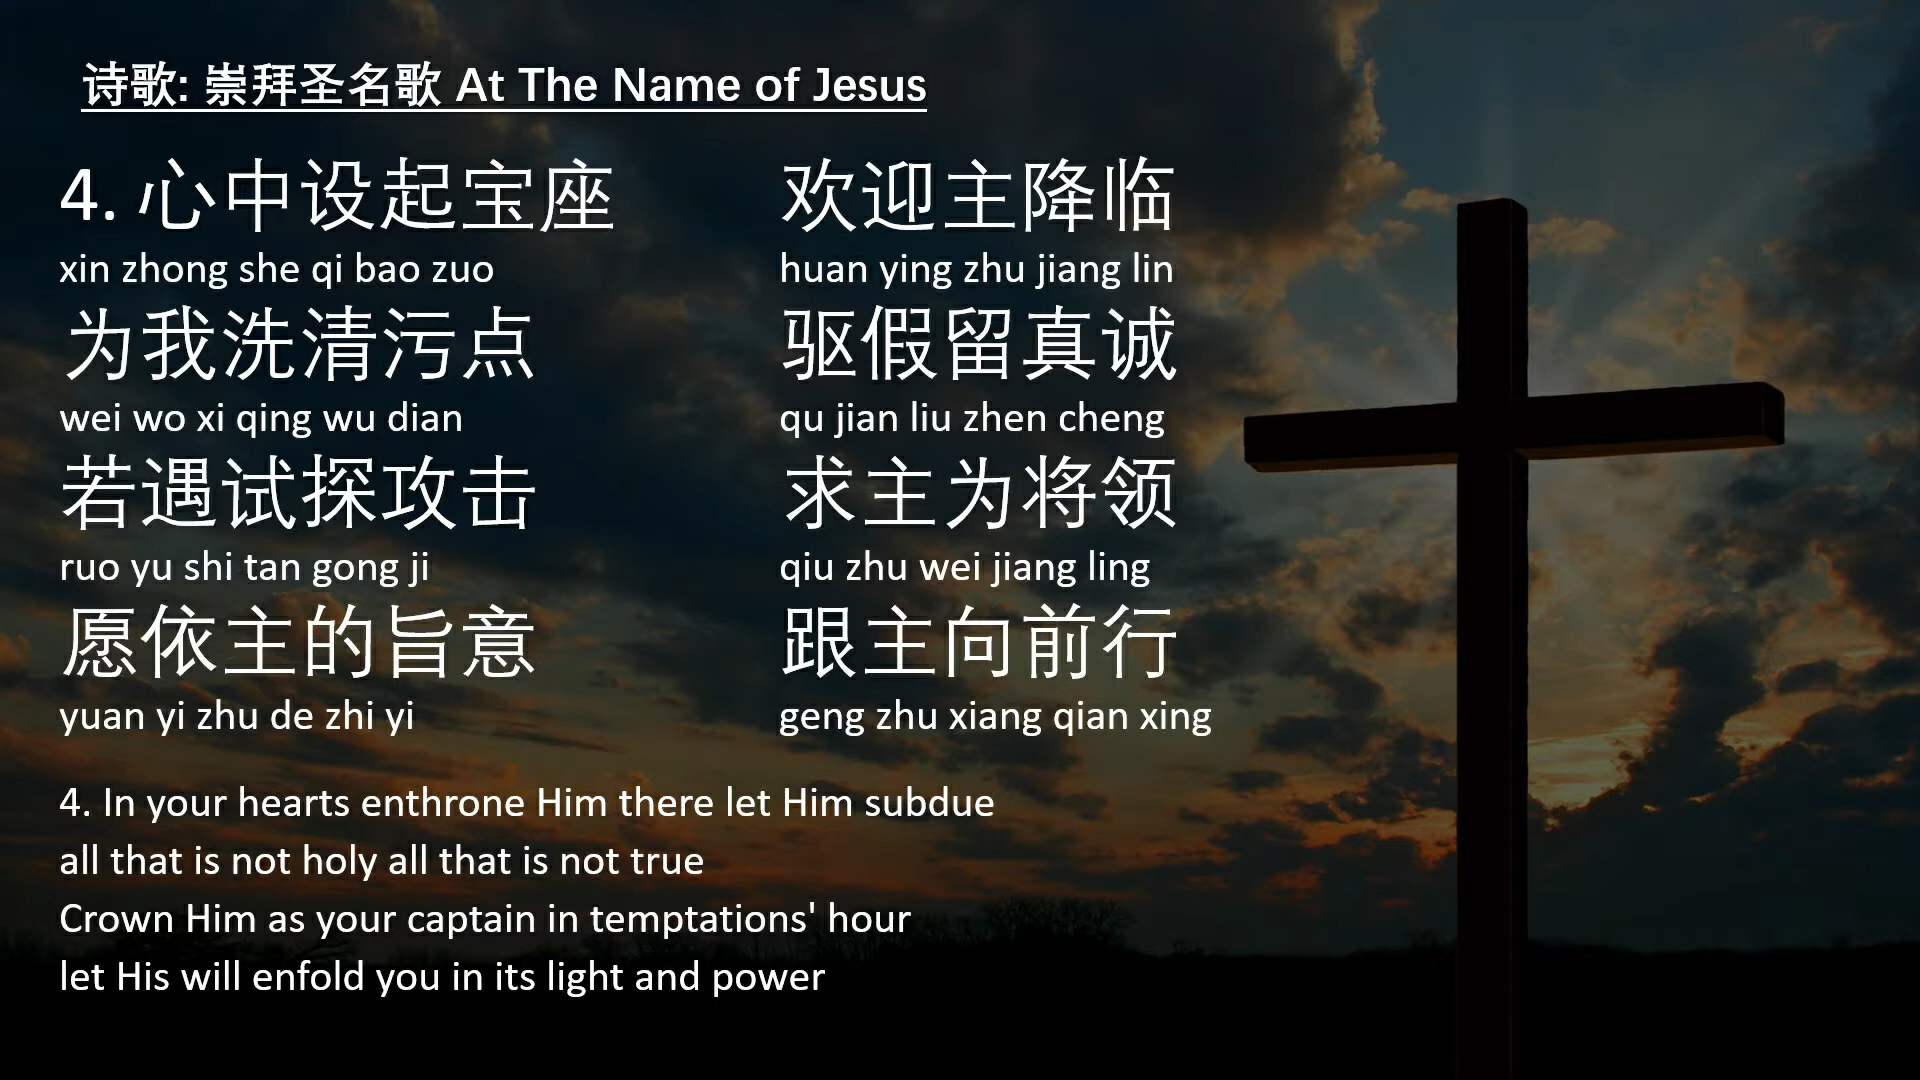 诗歌: 崇拜圣名歌 At The Name of Jesus
4. 心中设起宝座 欢迎主降临
xin zhong she qi bao zuo huan ying zhu jiang lin
为我洗清污点 驱假留真诚
wei wo xi qing wu dian qu jian liu zhen cheng
若遇试探攻击 求主为将领
ruo yu shi tan gong ji qiu zhu wei jiang ling
愿依主的旨意 跟主向前行
yuan yi zhu de zhi yi geng zhu xiang qian xing
4. In your hearts enthrone Him there let Him subdue
all that is not holy all that is not true
Crown Him as your captain in temptations' hour
let His will enfold you in its light and power